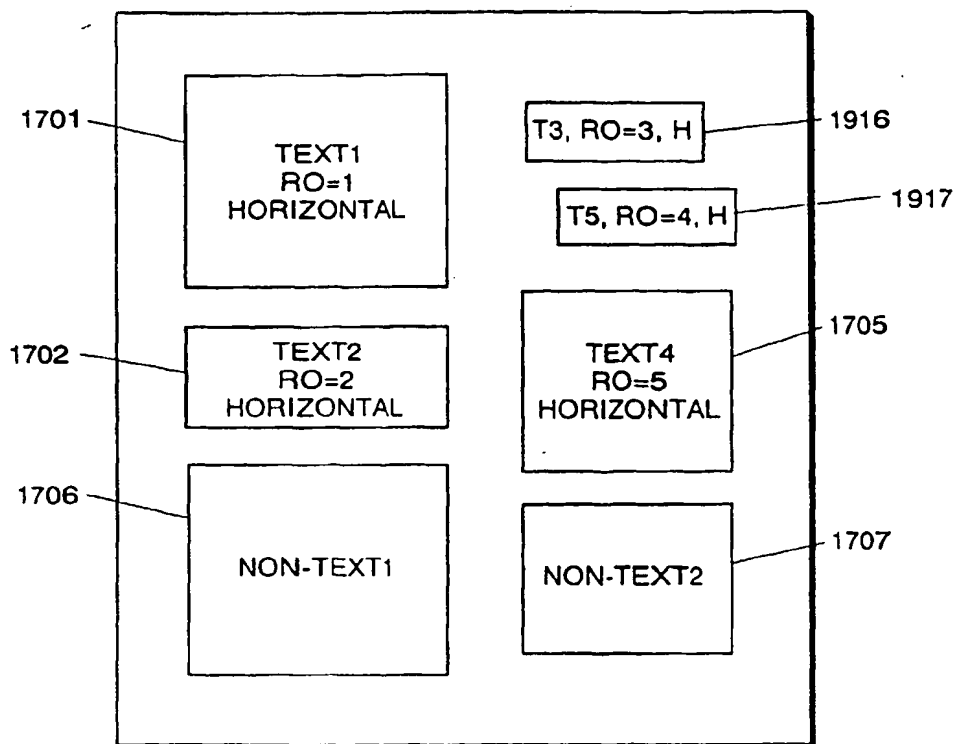 1701
TEXT1
RO=1
HORIZONTAL
1702
TEXT2
RO=2
HORIZONTAL
1706
NON-TEXT1
T3, RO=3, H
1916
T5, RO=4, H
1917
TEXT4
RO=5
HORIZONTAL
1705
NON-TEXT2
1707